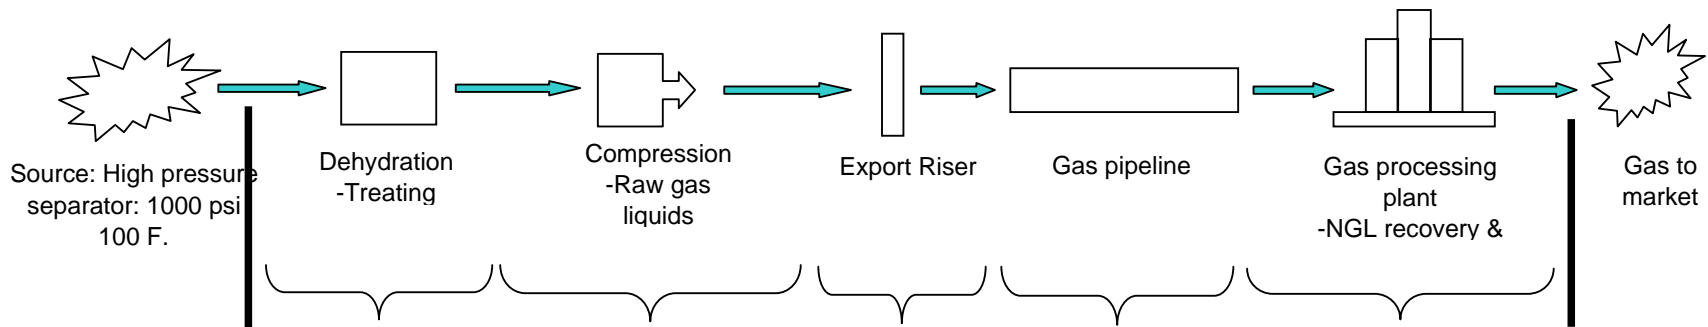 Source: High pressure
separator: 1000 psi
100 F.
Dehydration
-Treating
Compression
-Raw gas
liquids
Export Riser
Gas pipeline
Gas processing
plant
-NGL recovery &
Gas to
market